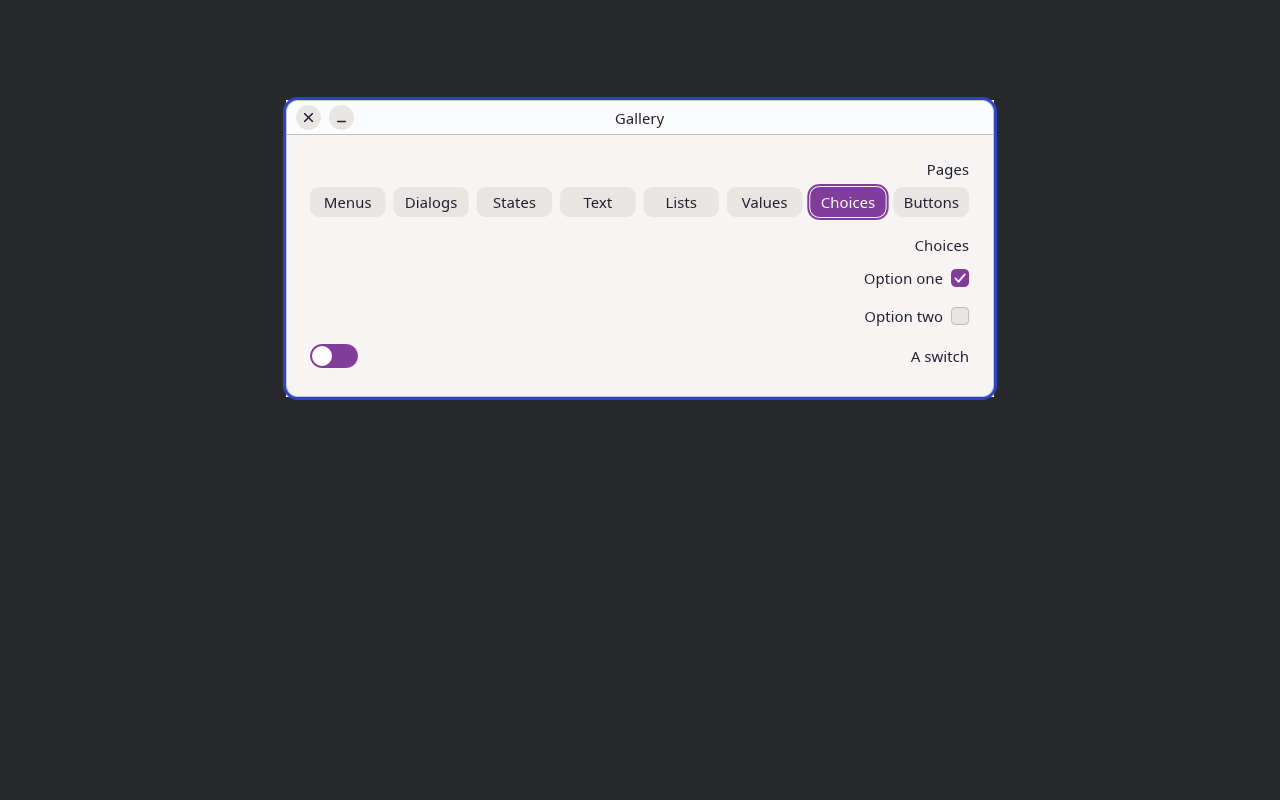 Gallery
Pages
Menus Dialogs States Text Lists Values Choices Buttons
Choices
Option one
Option two
A switch